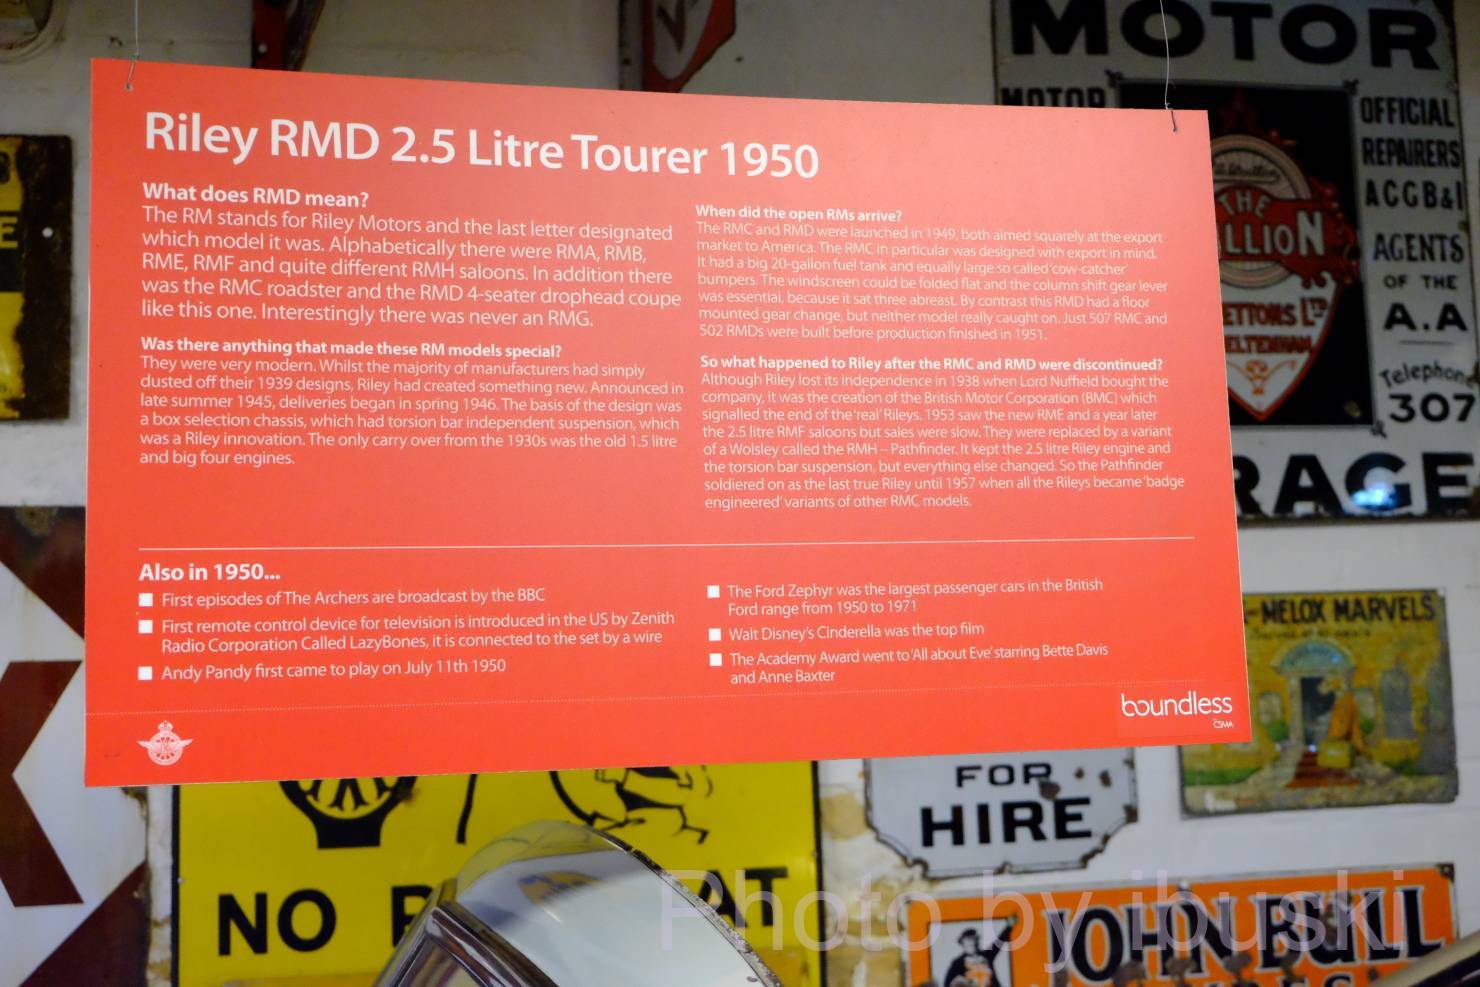 Riley RMD 2.5 Litre Tourer 1950
What does RMD mean?
The RM stands for Riley Motors and the last letter designated
which model it was. Alphabetically there were RMA, RMB,
RME, RMF and quite different RMH saloons. In addition there
was the RMC roadster and the RMD 4-seater drophead coupe
like this one. Interestingly there was never an RMG.
Was there anything that made these RM models special?
They were very modern. Whilst the majority of manufacturers had simply
dusted off their 1939 designs, Riley had created something new. Announced in
late summer 1945, deliveries began in spring 1946. The basis of the design was
a box selection chassis, which had torsion bar independent suspension, which
was a Riley innovation. The only carry over from the 1930s was the old 1.5 litre
and big four engines.
When did the open RMs arrive?
The RMC and RMD were launched in 1949, both aimed squarely at the export
market to America. The RMC in particular was designed with export in mind.
It had a big 20-gallon fuel tank and equally large so called 'cow-catcher'
bumpers. The windscreen could be folded flat and the column shift gear lever
was essential, because it sat three abreast. By contrast this RMD had a floor
mounted gear change, but neither model really caught on. Just 507 RMC and
502 RMDs were built before production finished in 1951.
So what happened to Riley after the RMC and RMD were discontinued?
Although Riley lost its independence in 1938 when Lord Nuffield bought the
company, it was the creation of the British Motor Corporation (BMC) which
signalled the end of the 'real' Rileys. 1953 saw the new RME and a year later
the 2.5 litre RMF saloons but sales were slow. They were replaced by a variant
of a Wolsley called the RMH – Pathfinder. It kept the 2.5 litre Riley engine and
the torsion bar suspension, but everything else changed. So the Pathfinder
soldiered on as the last true Riley until 1957 when all the Rileys became 'badge
engineered' variants of other RMC models.
Also in 1950...
First episodes of The Archers are broadcast by the BBC
First remote control device for television is introduced in the US by Zenith
Radio Corporation Called LazyBones, it is connected to the set by a wire
Andy Pandy first came to play on July 11th 1950
The Ford Zephyr was the largest passenger cars in the British
Ford range from 1950 to 1971
Walt Disney's Cinderella was the top film
The Academy Award went to 'All about Eve' starring Bette Davis
and Anne Baxter
boundless
CSMA
MOTOR
MOTOR
OFFICIAL
REPAIRERS
A C G B & I
AGENTS
OF THE
A.A
Telephone
307
THE
LLION
ETTONS LTD
ELTENHAM
RAGE
MELOX MARVELS
FOR
HIRE
NO P
AT
JOHN BULL
Photo by ibuski